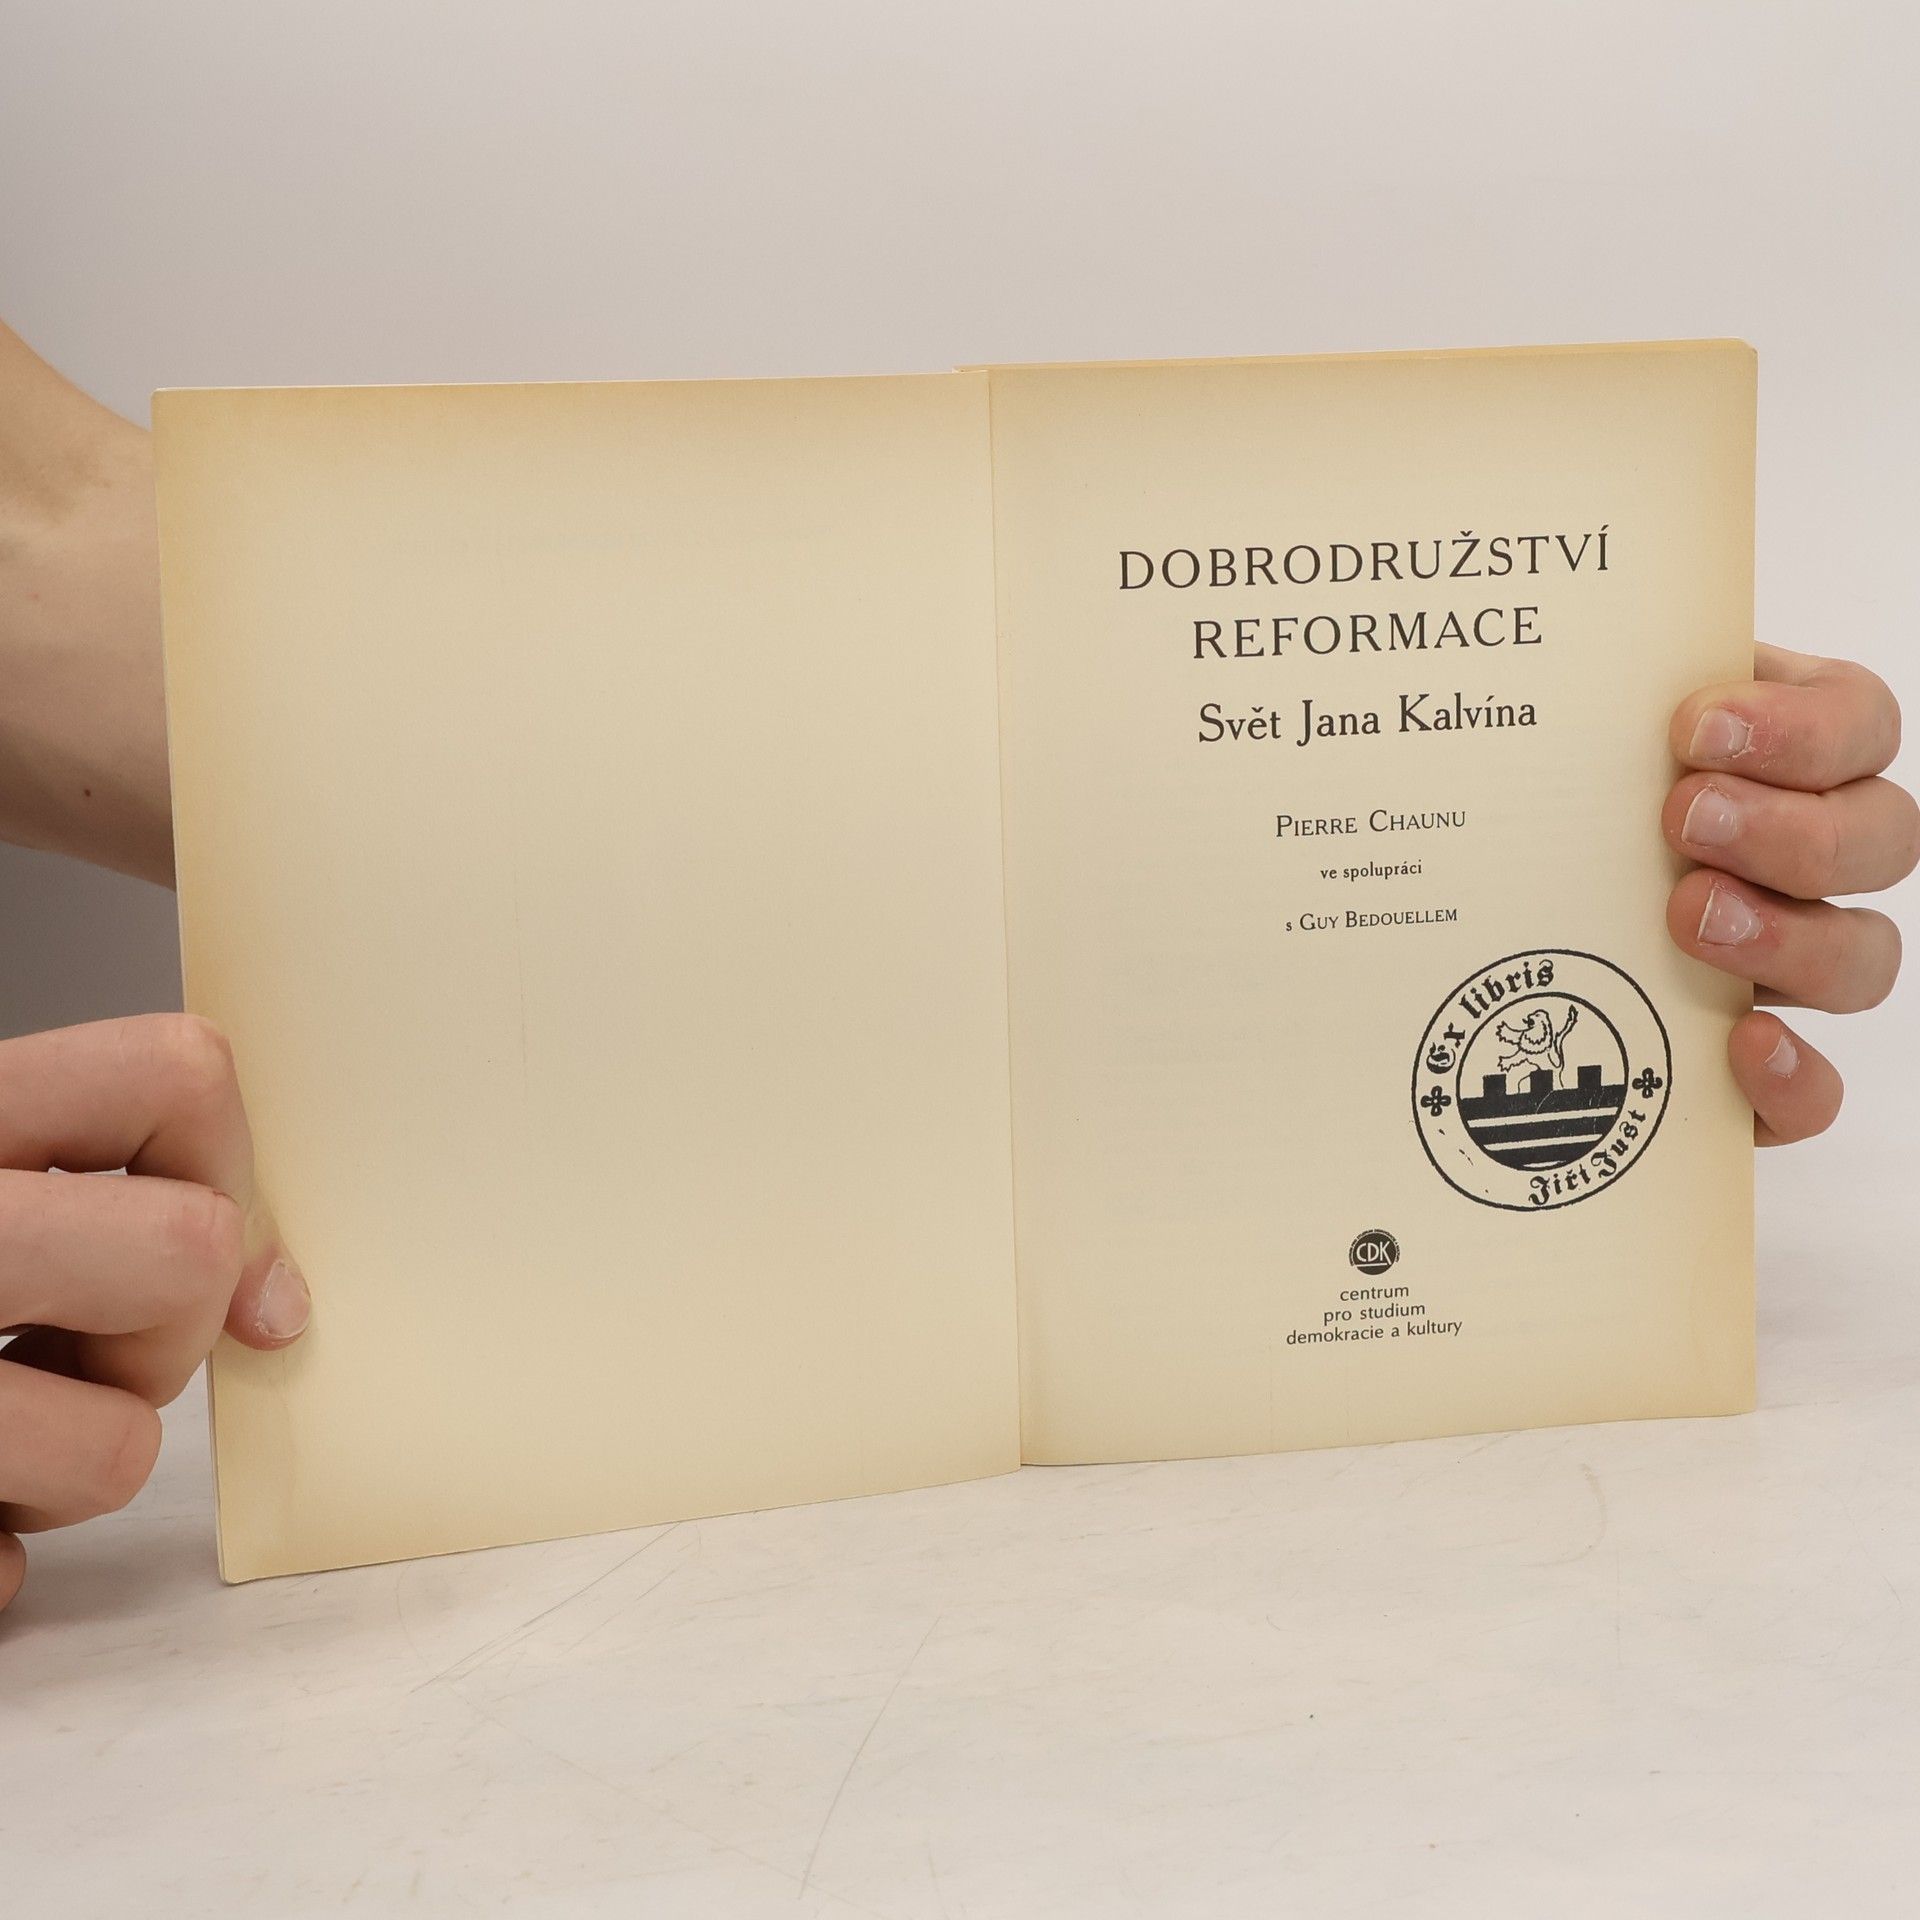 DOBRODRUŽSTVÍ
REFORMACE
Svět Jana Kalvína
PIERRE CHAUNU
ve spolupráci
s GUY BEDOUELLEM
Ex libris
Jiří Just
CDK
centrum
pro studium
demokracie a kultury